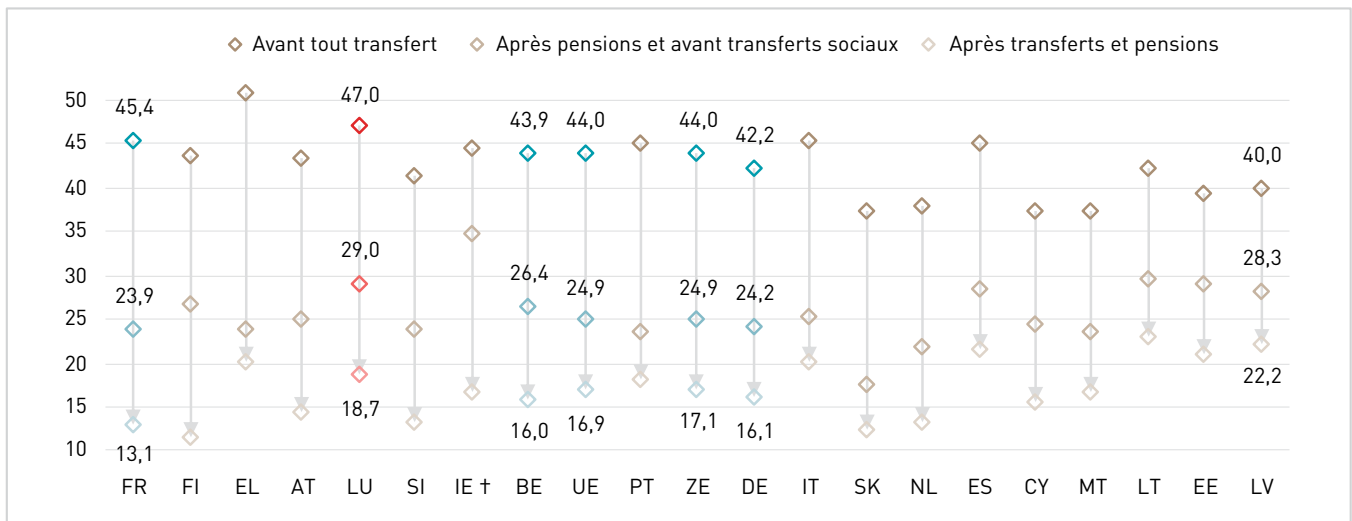 Avant tout transfert Après pensions et avant transferts sociaux Après transferts et pensions
50
45
40
35
30
25
20
15
10
45,4 47,0 43,9 44,0 44,0 42,2 40,0
23,9 29,0 26,4 24,9 24,9 24,2 28,3
13,1 18,7 16,0 16,9 17,1 16,1 22,2
FR FI EL AT LU SI IE † BE UE PT ZE DE IT SK NL ES CY MT LT EE LV